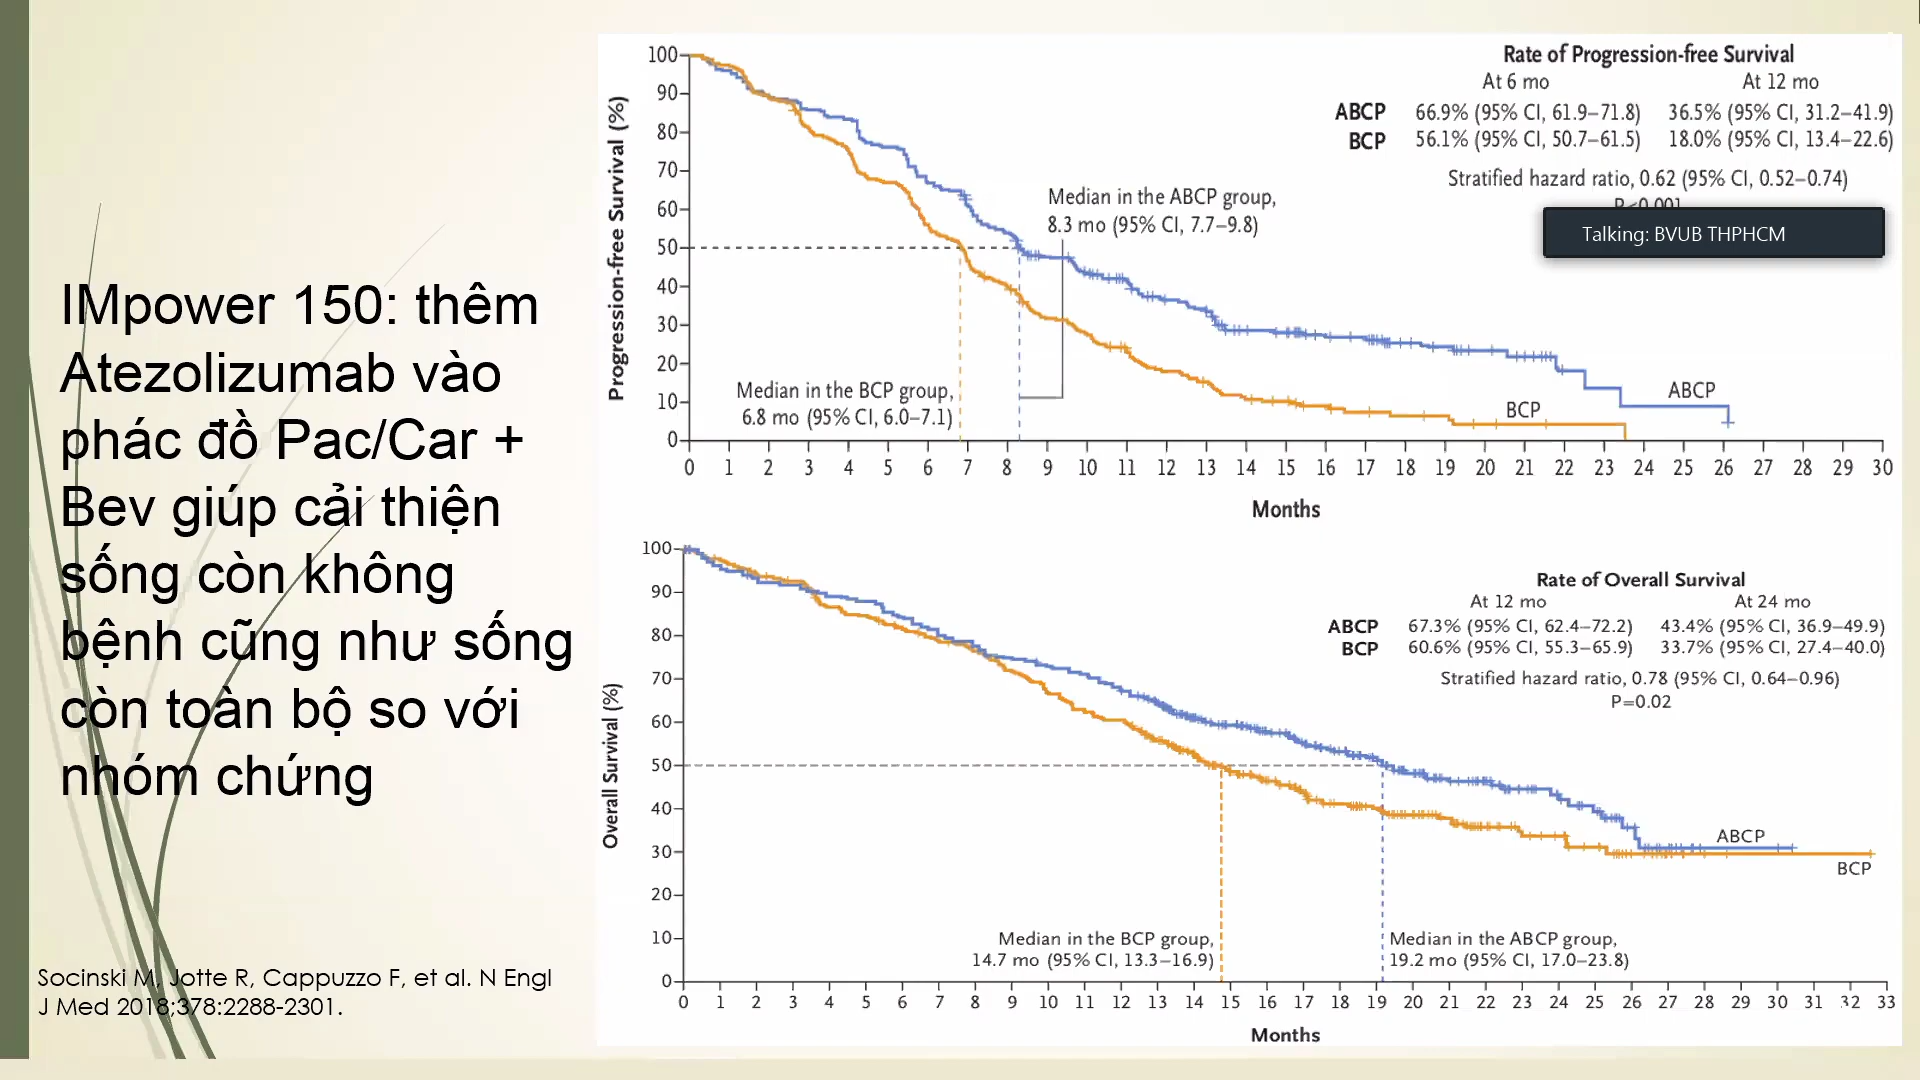 IMpower 150: thêm
Atezolizumab vào
phác đồ Pac/Car +
Bev giúp cải thiện
sống còn không
bệnh cũng như sống
còn toàn bộ so với
nhóm chứng
Socinski M, Jotte R, Cappuzzo F, et al. N Engl
J Med 2018;378:2288-2301.
Progression-free Survival (%)
100
90
80
70
60
50
40
30
20
10
0
Rate of Progression-free Survival
At 6 mo At 12 mo
ABCP 66.9% (95% CI, 61.9–71.8) 36.5% (95% CI, 31.2–41.9)
BCP 56.1% (95% CI, 50.7–61.5) 18.0% (95% CI, 13.4–22.6)
Stratified hazard ratio, 0.62 (95% CI, 0.52–0.74)
P<0.001
Talking: BVUB THPHCM
Median in the ABCP group,
8.3 mo (95% CI, 7.7–9.8)
Median in the BCP group,
6.8 mo (95% CI, 6.0–7.1)
ABCP
BCP
0 1 2 3 4 5 6 7 8 9 10 11 12 13 14 15 16 17 18 19 20 21 22 23 24 25 26 27 28 29 30
Months
Overall Survival (%)
100
90
80
70
60
50
40
30
20
10
0
Rate of Overall Survival
At 12 mo At 24 mo
ABCP 67.3% (95% CI, 62.4–72.2) 43.4% (95% CI, 36.9–49.9)
BCP 60.6% (95% CI, 55.3–65.9) 33.7% (95% CI, 27.4–40.0)
Stratified hazard ratio, 0.78 (95% CI, 0.64–0.96)
P=0.02
ABCP
BCP
Median in the BCP group,
14.7 mo (95% CI, 13.3–16.9)
Median in the ABCP group,
19.2 mo (95% CI, 17.0–23.8)
0 1 2 3 4 5 6 7 8 9 10 11 12 13 14 15 16 17 18 19 20 21 22 23 24 25 26 27 28 29 30 31 32 33
Months